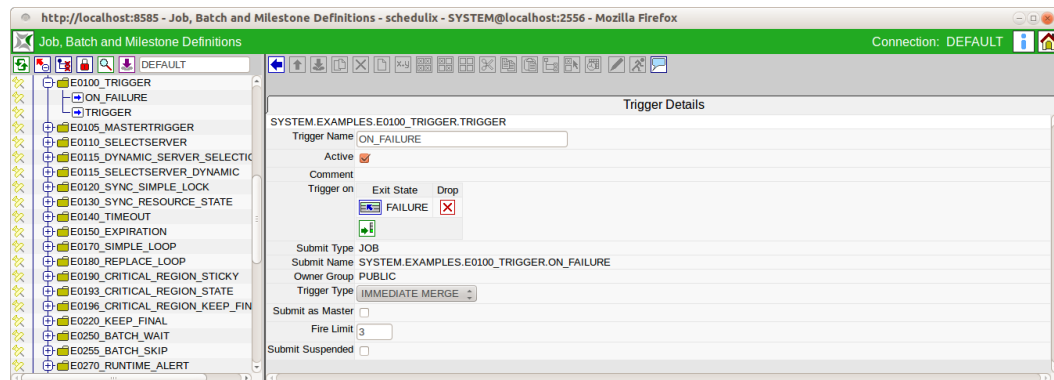 http://localhost:8585 - Job, Batch and Milestone Definitions - schedulix - SYSTEM@localhost:2556 - Mozilla Firefox
Job, Batch and Milestone Definitions
Connection: DEFAULT
DEFAULT
E0100_TRIGGER
ON_FAILURE
TRIGGER
E0105_MASTERTRIGGER
E0110_SELECTSERVER
E0115_DYNAMIC_SERVER_SELECTIO
E0115_SELECTSERVER_DYNAMIC
E0120_SYNC_SIMPLE_LOCK
E0130_SYNC_RESOURCE_STATE
E0140_TIMEOUT
E0150_EXPIRATION
E0170_SIMPLE_LOOP
E0180_REPLACE_LOOP
E0190_CRITICAL_REGION_STICKY
E0193_CRITICAL_REGION_STATE
E0196_CRITICAL_REGION_KEEP_FIN
E0220_KEEP_FINAL
E0250_BATCH_WAIT
E0255_BATCH_SKIP
E0270_RUNTIME_ALERT
x-y
Trigger Details
SYSTEM.EXAMPLES.E0100_TRIGGER.TRIGGER
Trigger Name ON_FAILURE
Active
Comment
Trigger on Exit State Drop
FAILURE
Submit Type JOB
Submit Name SYSTEM.EXAMPLES.E0100_TRIGGER.ON_FAILURE
Owner Group PUBLIC
Trigger Type IMMEDIATE MERGE
Submit as Master
Fire Limit 3
Submit Suspended